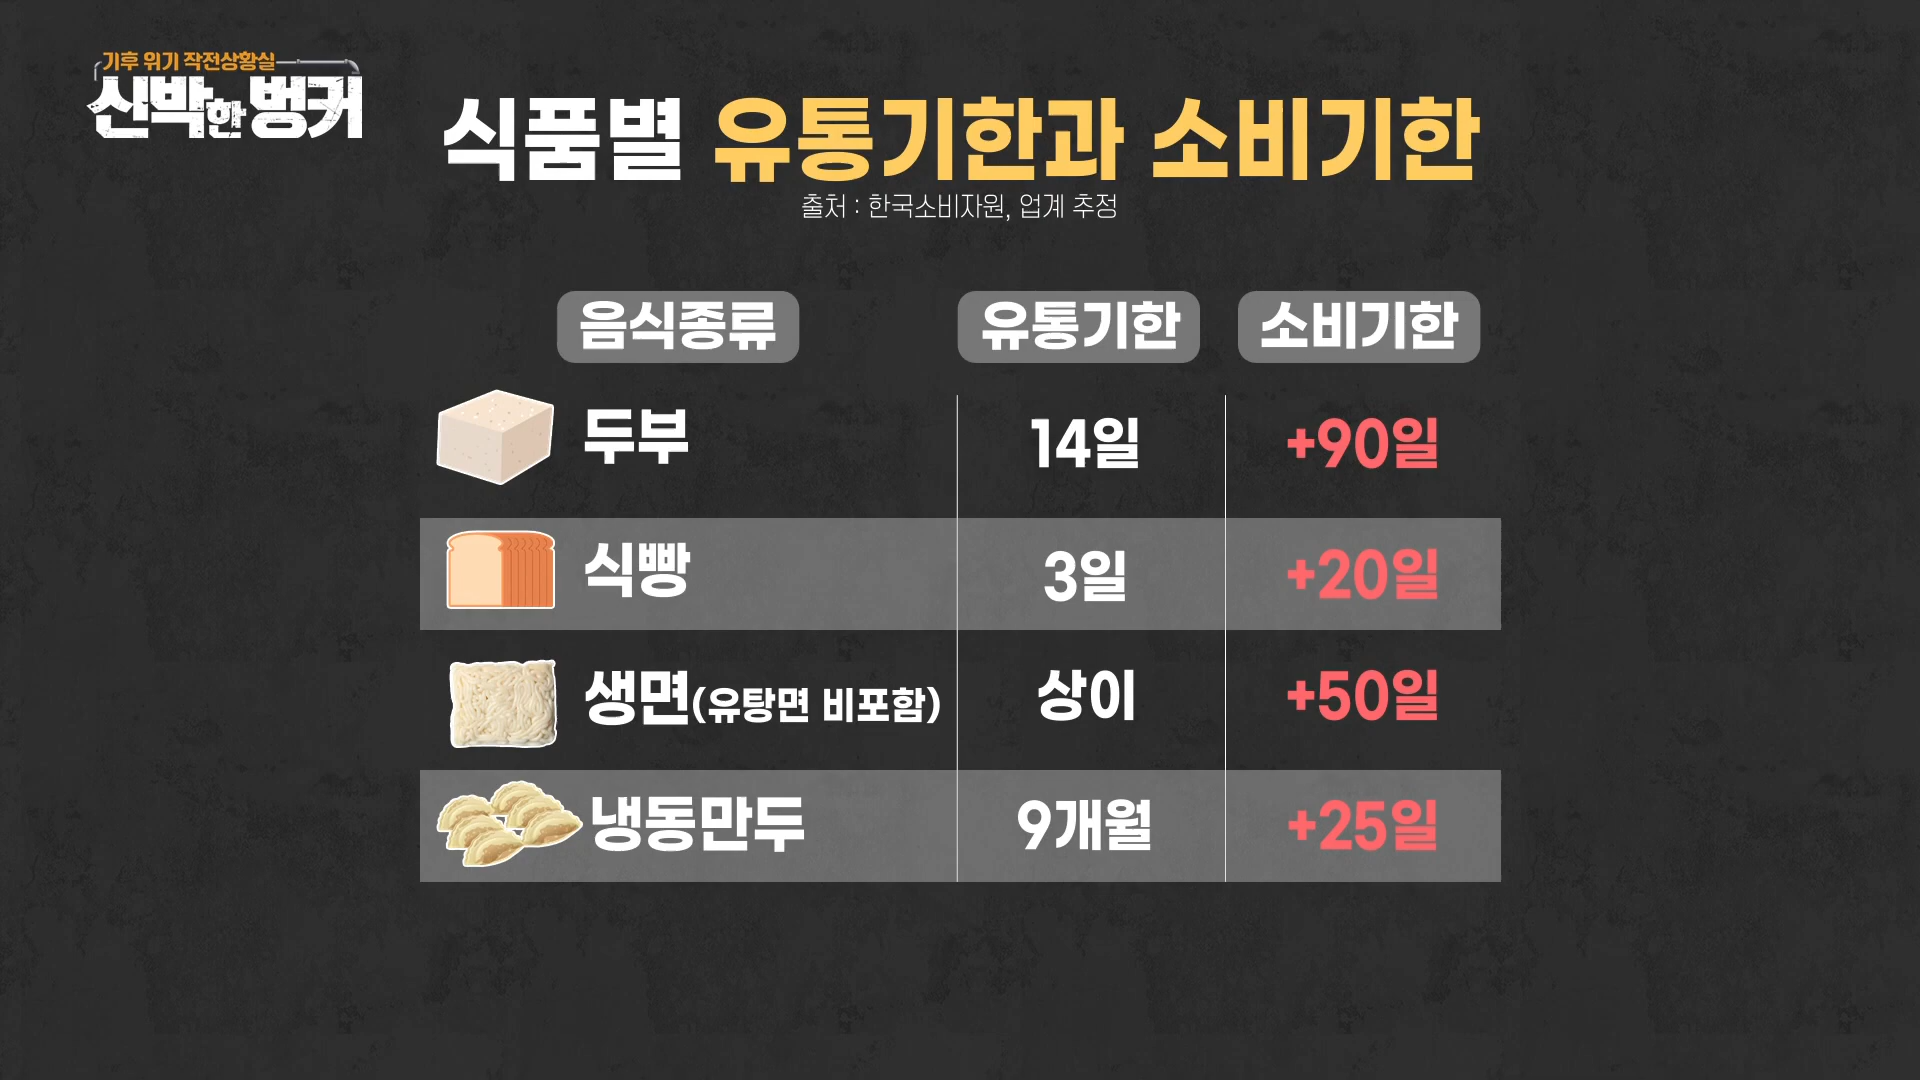 기후 위기 작전상황실
신박한 벙커
식품별 유통기한과 소비기한
출처 : 한국소비자원, 업계 추정
음식종류 유통기한 소비기한
두부 14일 +90일
식빵 3일 +20일
생면(유탕면 비포함) 상이 +50일
냉동만두 9개월 +25일